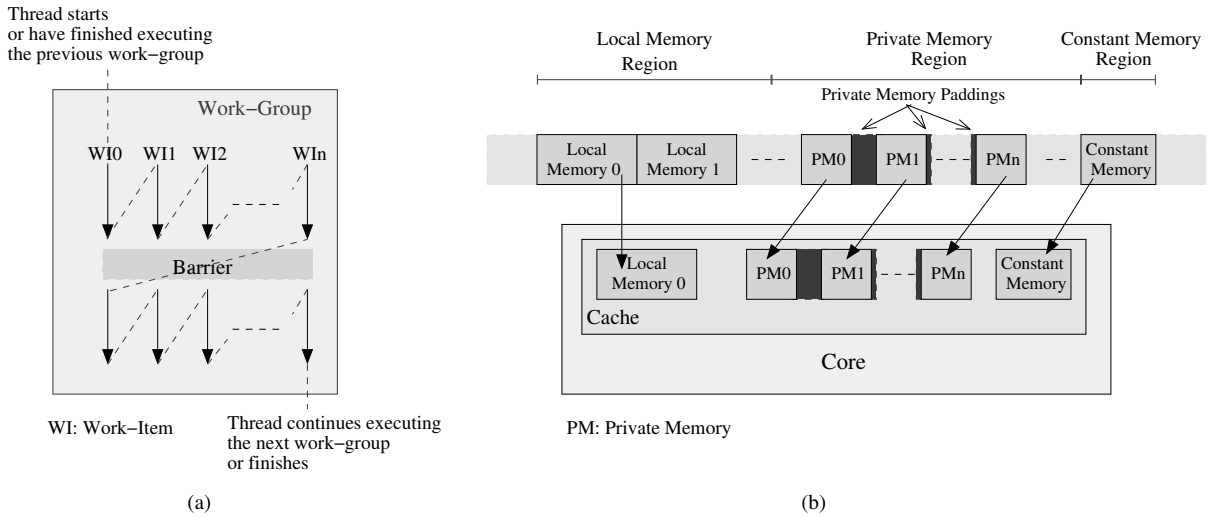 Thread starts
or have finished executing
the previous work−group
Work−Group
WI0 WI1 WI2 WIn
Barrier
WI: Work−Item
Thread continues executing
the next work−group
or finishes
(a)
Local Memory
Region
Private Memory
Region
Constant Memory
Region
Private Memory Paddings
Local
Memory 0
Local
Memory 1
PM0
PM1
PMn
Constant
Memory
Local
Memory 0
PM0
PM1
PMn
Constant
Memory
Cache
Core
PM: Private Memory
(b)